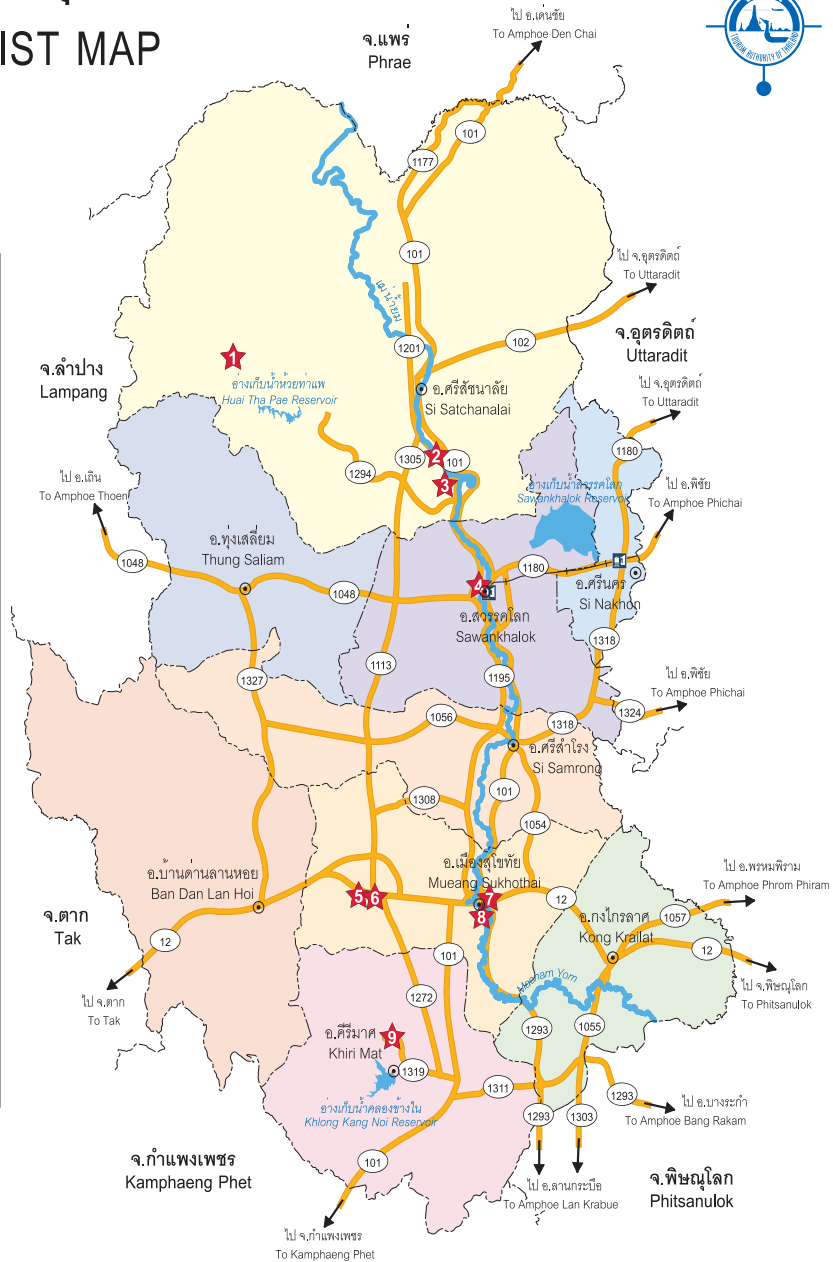 IST MAP
TOURISM AUTHORITY OF THAILAND
จ.แพร่
Phrae
ไป อ.เด่นชัย
To Amphoe Den Chai
101
1177
101
ไป จ.อุตรดิตถ์
To Uttaradit
แม่น้ำยม
102
1201
จ.อุตรดิตถ์
Uttaradit
1
จ.ลำปาง
Lampang
อ่างเก็บน้ำห้วยท่าแพ
Huai Tha Pae Reservoir
อ.ศรีสัชนาลัย
Si Satchanalai
ไป จ.อุตรดิตถ์
To Uttaradit
1180
2
1305
101
1294
3
ไป อ.เถิน
To Amphoe Thoen
อ่างเก็บน้ำสวรรคโลก
Sawankhalok Reservoir
ไป อ.พิชัย
To Amphoe Phichai
อ.ทุ่งเสลี่ยม
Thung Saliam
1048
1048
4
1180
อ.ศรีนคร
Si Nakhon
อ.สวรรคโลก
Sawankhalok
1318
1113
1327
1195
ไป อ.พิชัย
To Amphoe Phichai
1324
1056
1318
อ.ศรีสำโรง
Si Samrong
1308
101
1054
อ.บ้านด่านลานหอย
Ban Dan Lan Hoi
อ.เมืองสุโขทัย
Mueang Sukhothai
ไป อ.พรหมพิราม
To Amphoe Phrom Phiram
5,6
7
8
12
1057
จ.ตาก
Tak
อ.กงไกรลาศ
Kong Krailat
12
12
101
ไป จ.ตาก
To Tak
Maenam Yom
ไป จ.พิษณุโลก
To Phitsanulok
1272
1293
1055
อ.คีรีมาศ
Khiri Mat
9
1319
1311
1293
ไป อ.บางระกำ
To Amphoe Bang Rakam
อ่างเก็บน้ำคลองข้างใน
Khlong Kang Noi Reservoir
1293
1303
จ.กำแพงเพชร
Kamphaeng Phet
101
ไป อ.ลานกระบือ
To Amphoe Lan Krabue
จ.พิษณุโลก
Phitsanulok
ไป จ.กำแพงเพชร
To Kamphaeng Phet